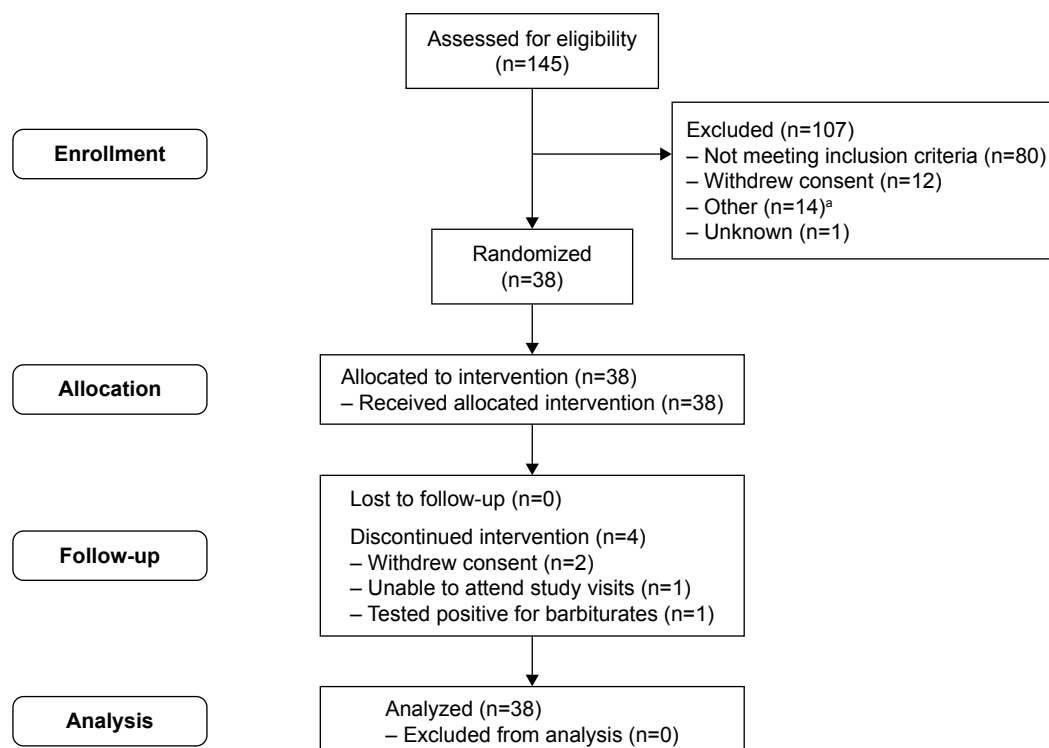 Assessed for eligibility
(n=145)
Enrollment
Excluded (n=107)
– Not meeting inclusion criteria (n=80)
– Withdrew consent (n=12)
– Other (n=14)ª
– Unknown (n=1)
Randomized
(n=38)
Allocation
Allocated to intervention (n=38)
– Received allocated intervention (n=38)
Follow-up
Lost to follow-up (n=0)
Discontinued intervention (n=4)
– Withdrew consent (n=2)
– Unable to attend study visits (n=1)
– Tested positive for barbiturates (n=1)
Analysis
Analyzed (n=38)
– Excluded from analysis (n=0)